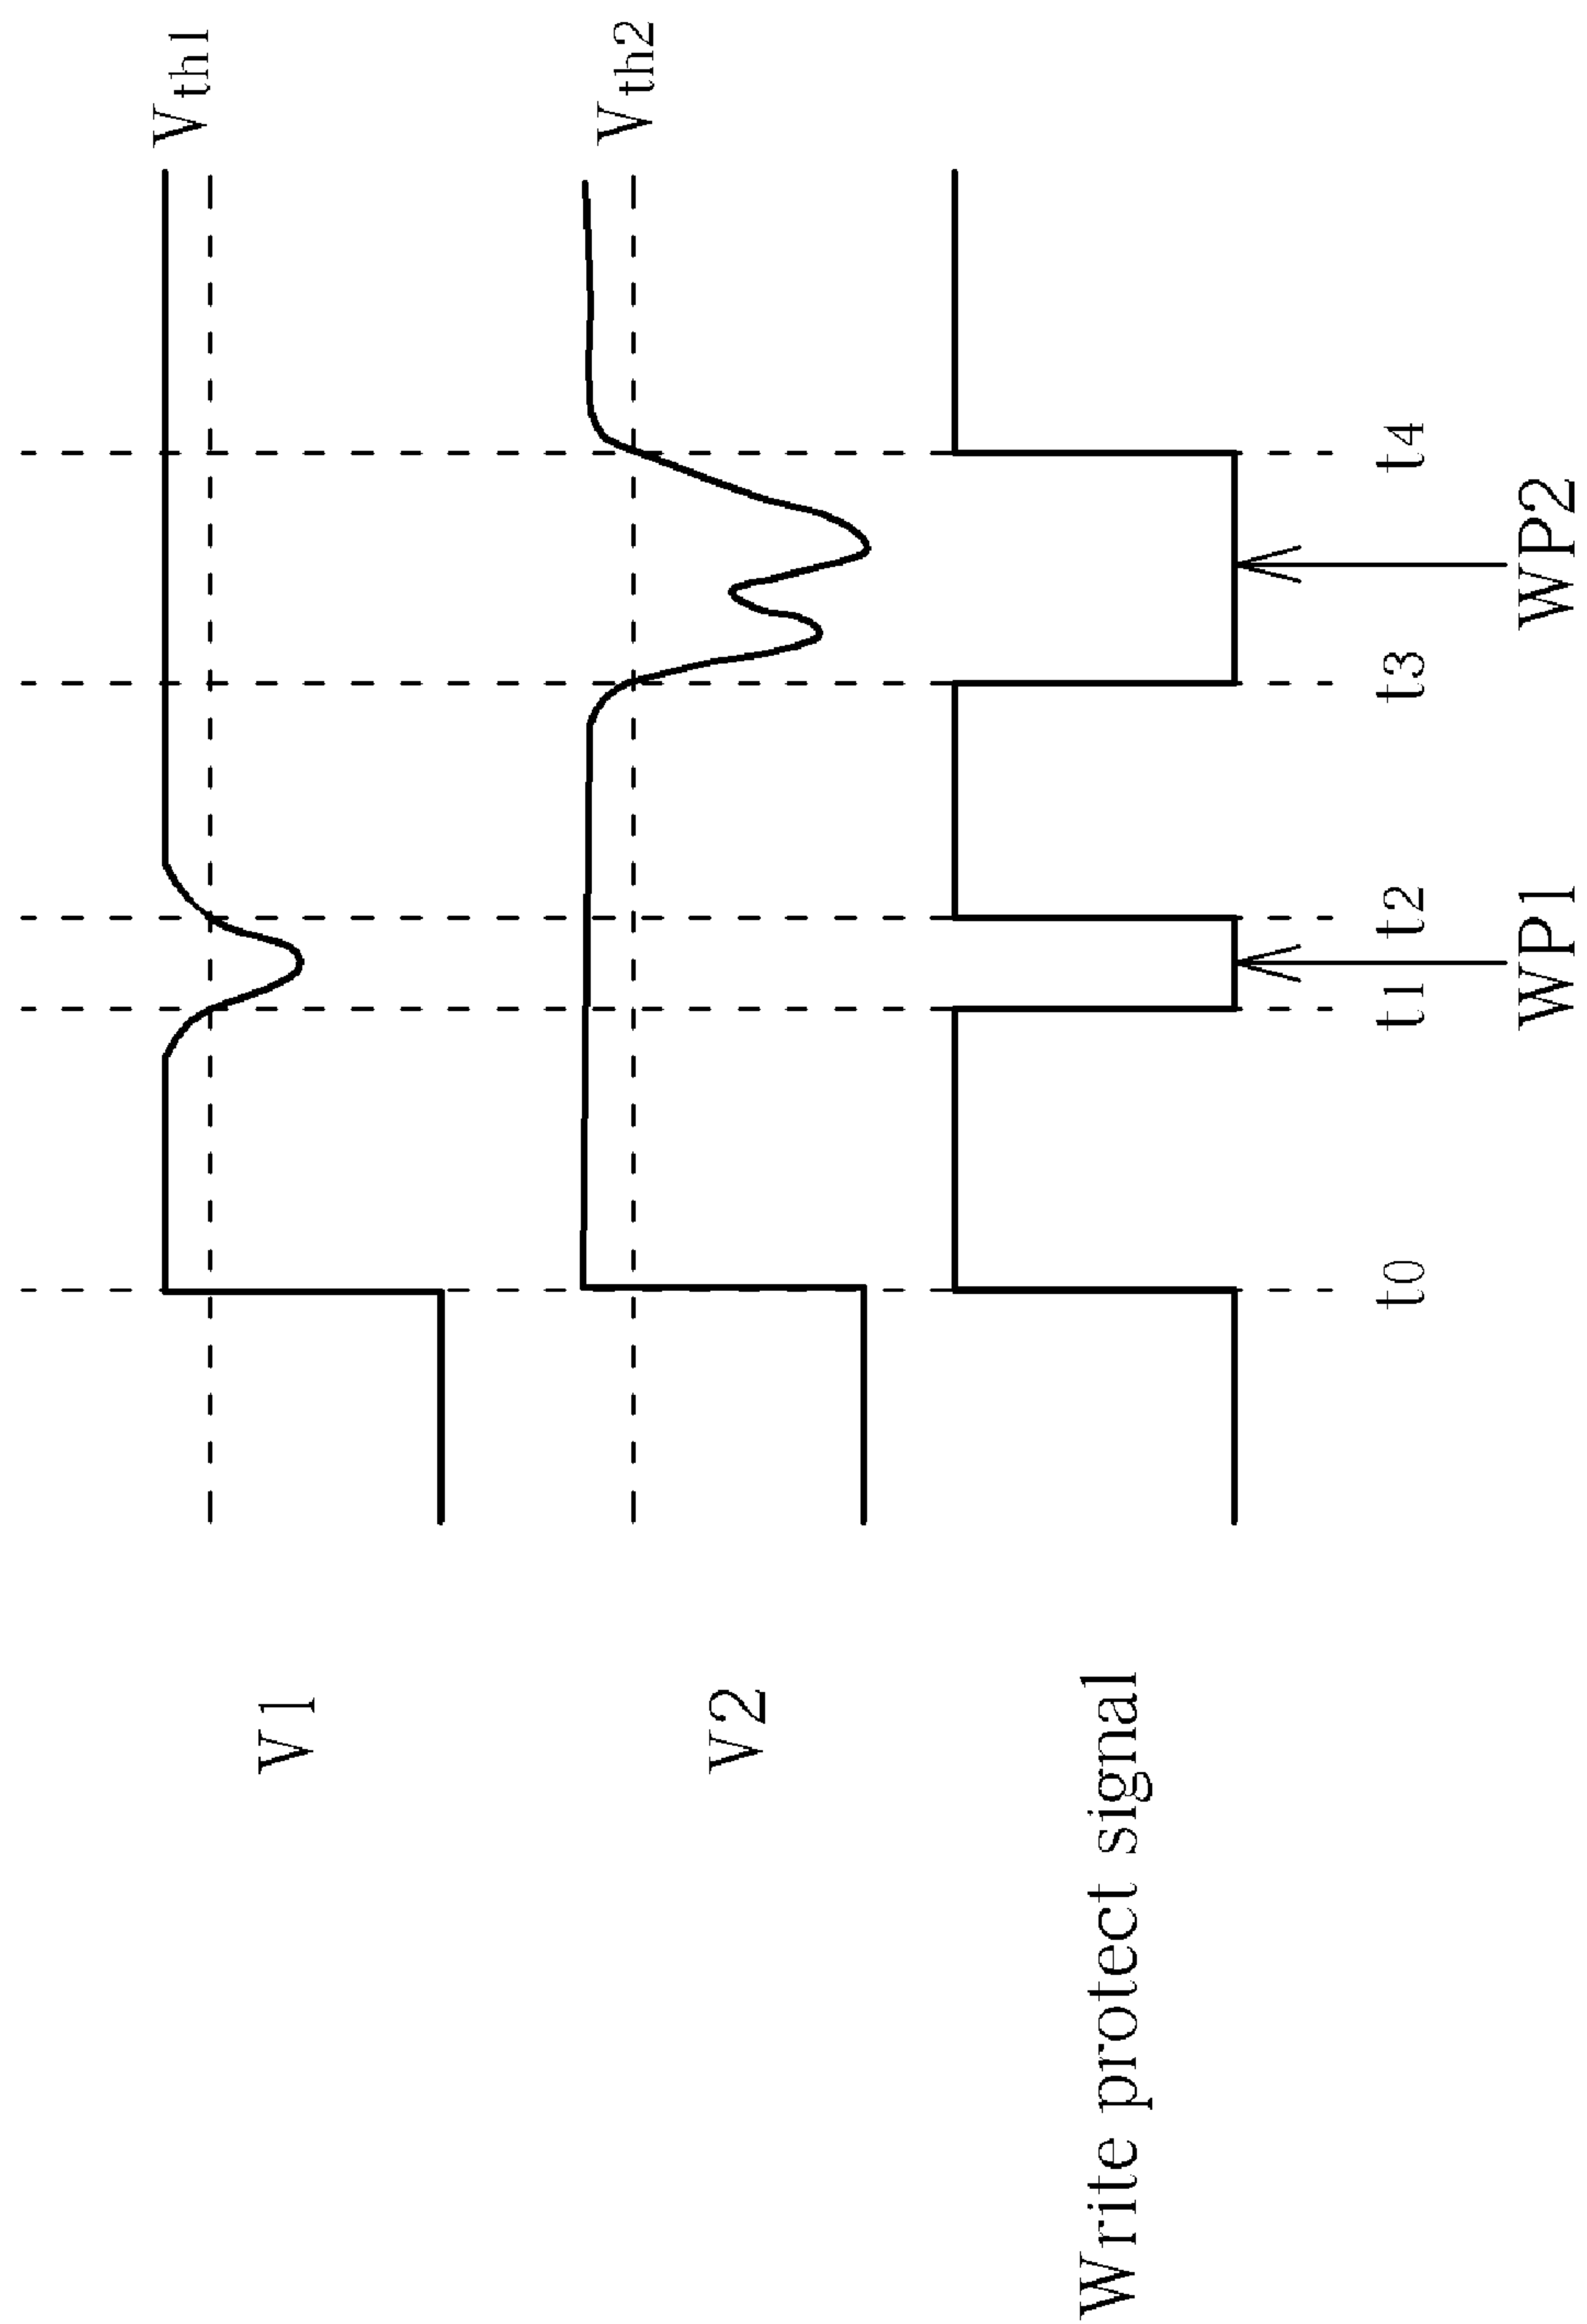 V1
Vth1
V2
Vth2
Write protect signal
t0 t1 t2 t3 t4
WP1 WP2